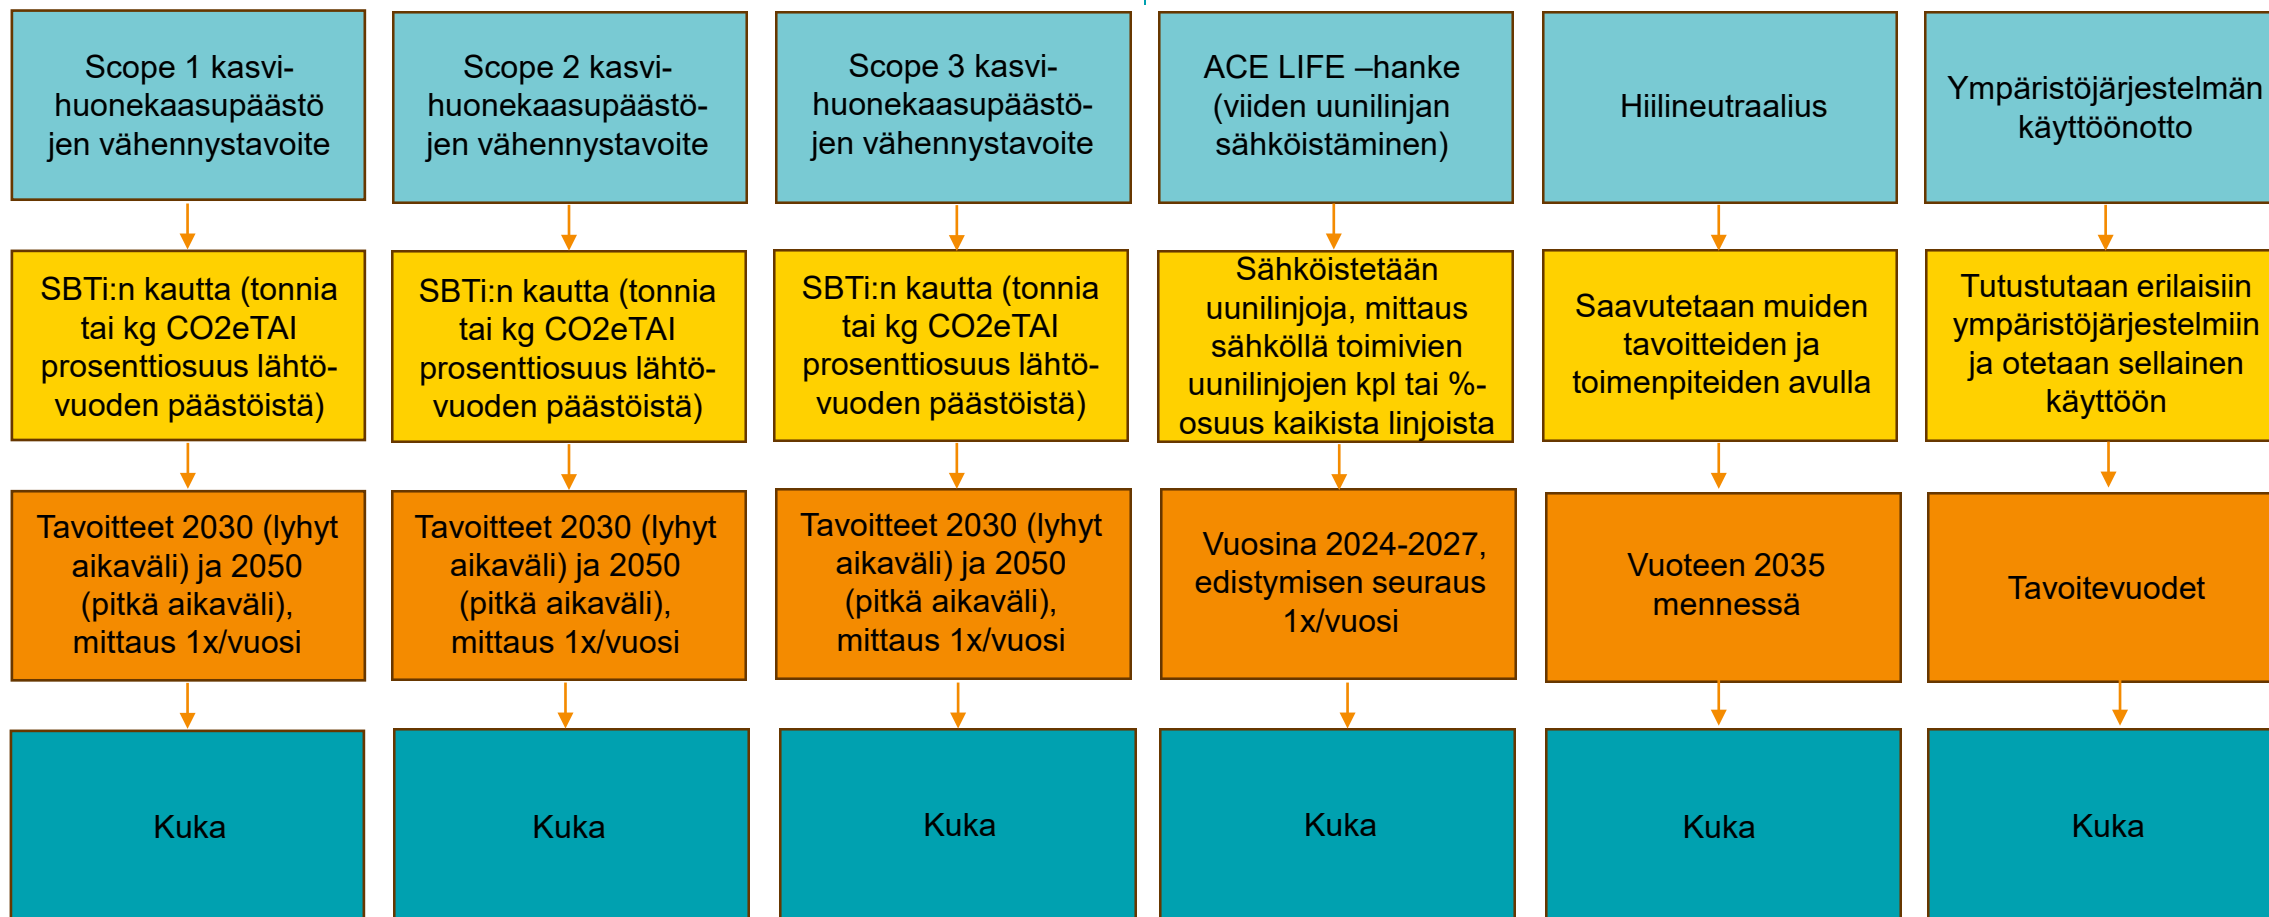 Scope 1 kasvi-
huonekaasupäästö
jen vähennystavoite
Scope 2 kasvi-
huonekaasupäästö-
jen vähennystavoite
Scope 3 kasvi-
huonekaasupäästö-
jen vähennystavoite
ACE LIFE –hanke
(viiden uunilinjan
sähköistäminen)
Hiilineutraalius
Ympäristöjärjestelmän
käyttöönotto
SBTi:n kautta (tonnia
tai kg CO2eTAI
prosenttiosuus lähtö-
vuoden päästöistä)
SBTi:n kautta (tonnia
tai kg CO2eTAI
prosenttiosuus lähtö-
vuoden päästöistä)
SBTi:n kautta (tonnia
tai kg CO2eTAI
prosenttiosuus lähtö-
vuoden päästöistä)
Sähköistetään
uunilinjoja, mittaus
sähköllä toimivien
uunilinjojen kpl tai %-
osuus kaikista linjoista
Saavutetaan muiden
tavoitteiden ja
toimenpiteiden avulla
Tutustutaan erilaisiin
ympäristöjärjestelmiin
ja otetaan sellainen
käyttöön
Tavoitteet 2030 (lyhyt
aikaväli) ja 2050
(pitkä aikaväli),
mittaus 1x/vuosi
Tavoitteet 2030 (lyhyt
aikaväli) ja 2050
(pitkä aikaväli),
mittaus 1x/vuosi
Tavoitteet 2030 (lyhyt
aikaväli) ja 2050
(pitkä aikaväli),
mittaus 1x/vuosi
Vuosina 2024-2027,
edistymisen seuraus
1x/vuosi
Vuoteen 2035
mennessä
Tavoitevuodet
Kuka
Kuka
Kuka
Kuka
Kuka
Kuka